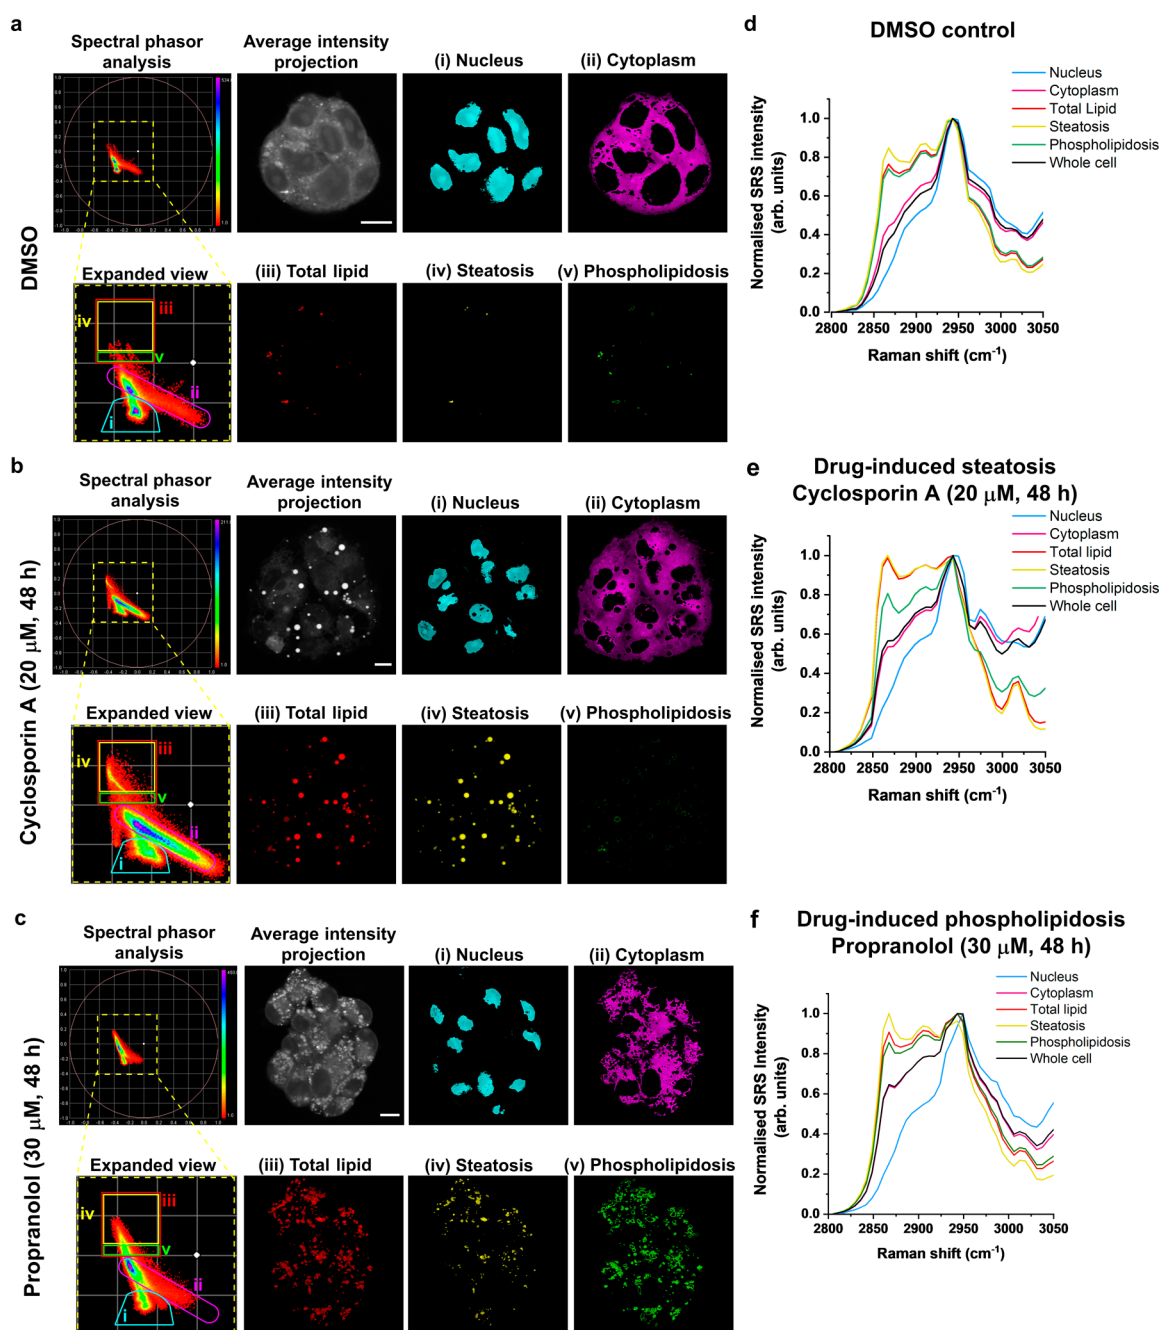 a
Spectral phasor
analysis
Average intensity
projection
(i) Nucleus
(ii) Cytoplasm
DMSO
Expanded view
(iii) Total lipid
(iv) Steatosis
(v) Phospholipidosis
iii
iv
v
ii
i
b
Spectral phasor
analysis
Average intensity
projection
(i) Nucleus
(ii) Cytoplasm
Cyclosporin A (20 µM, 48 h)
Expanded view
(iii) Total lipid
(iv) Steatosis
(v) Phospholipidosis
iii
iv
v
ii
i
c
Spectral phasor
analysis
Average intensity
projection
(i) Nucleus
(ii) Cytoplasm
Propranolol (30 µM, 48 h)
Expanded view
(iii) Total lipid
(iv) Steatosis
(v) Phospholipidosis
iii
iv
v
ii
i
d
DMSO control
Nucleus
Cytoplasm
Total Lipid
Steatosis
Phospholipidosis
Whole cell
Normalised SRS intensity
(arb. units)
1.0
0.8
0.6
0.4
0.2
0.0
2800 2850 2900 2950 3000 3050
Raman shift (cm-1)
e
Drug-induced steatosis
Cyclosporin A (20 µM, 48 h)
Nucleus
Cytoplasm
Total lipid
Steatosis
Phospholipidosis
Whole cell
Normalised SRS intensity
(arb. units)
1.0
0.8
0.6
0.4
0.2
0.0
2800 2850 2900 2950 3000 3050
Raman shift (cm-1)
f
Drug-induced phospholipidosis
Propranolol (30 µM, 48 h)
Nucleus
Cytoplasm
Total lipid
Steatosis
Phospholipidosis
Whole cell
Normalised SRS Intensity
(arb. units)
1.0
0.8
0.6
0.4
0.2
0.0
2800 2850 2900 2950 3000 3050
Raman shift (cm-1)